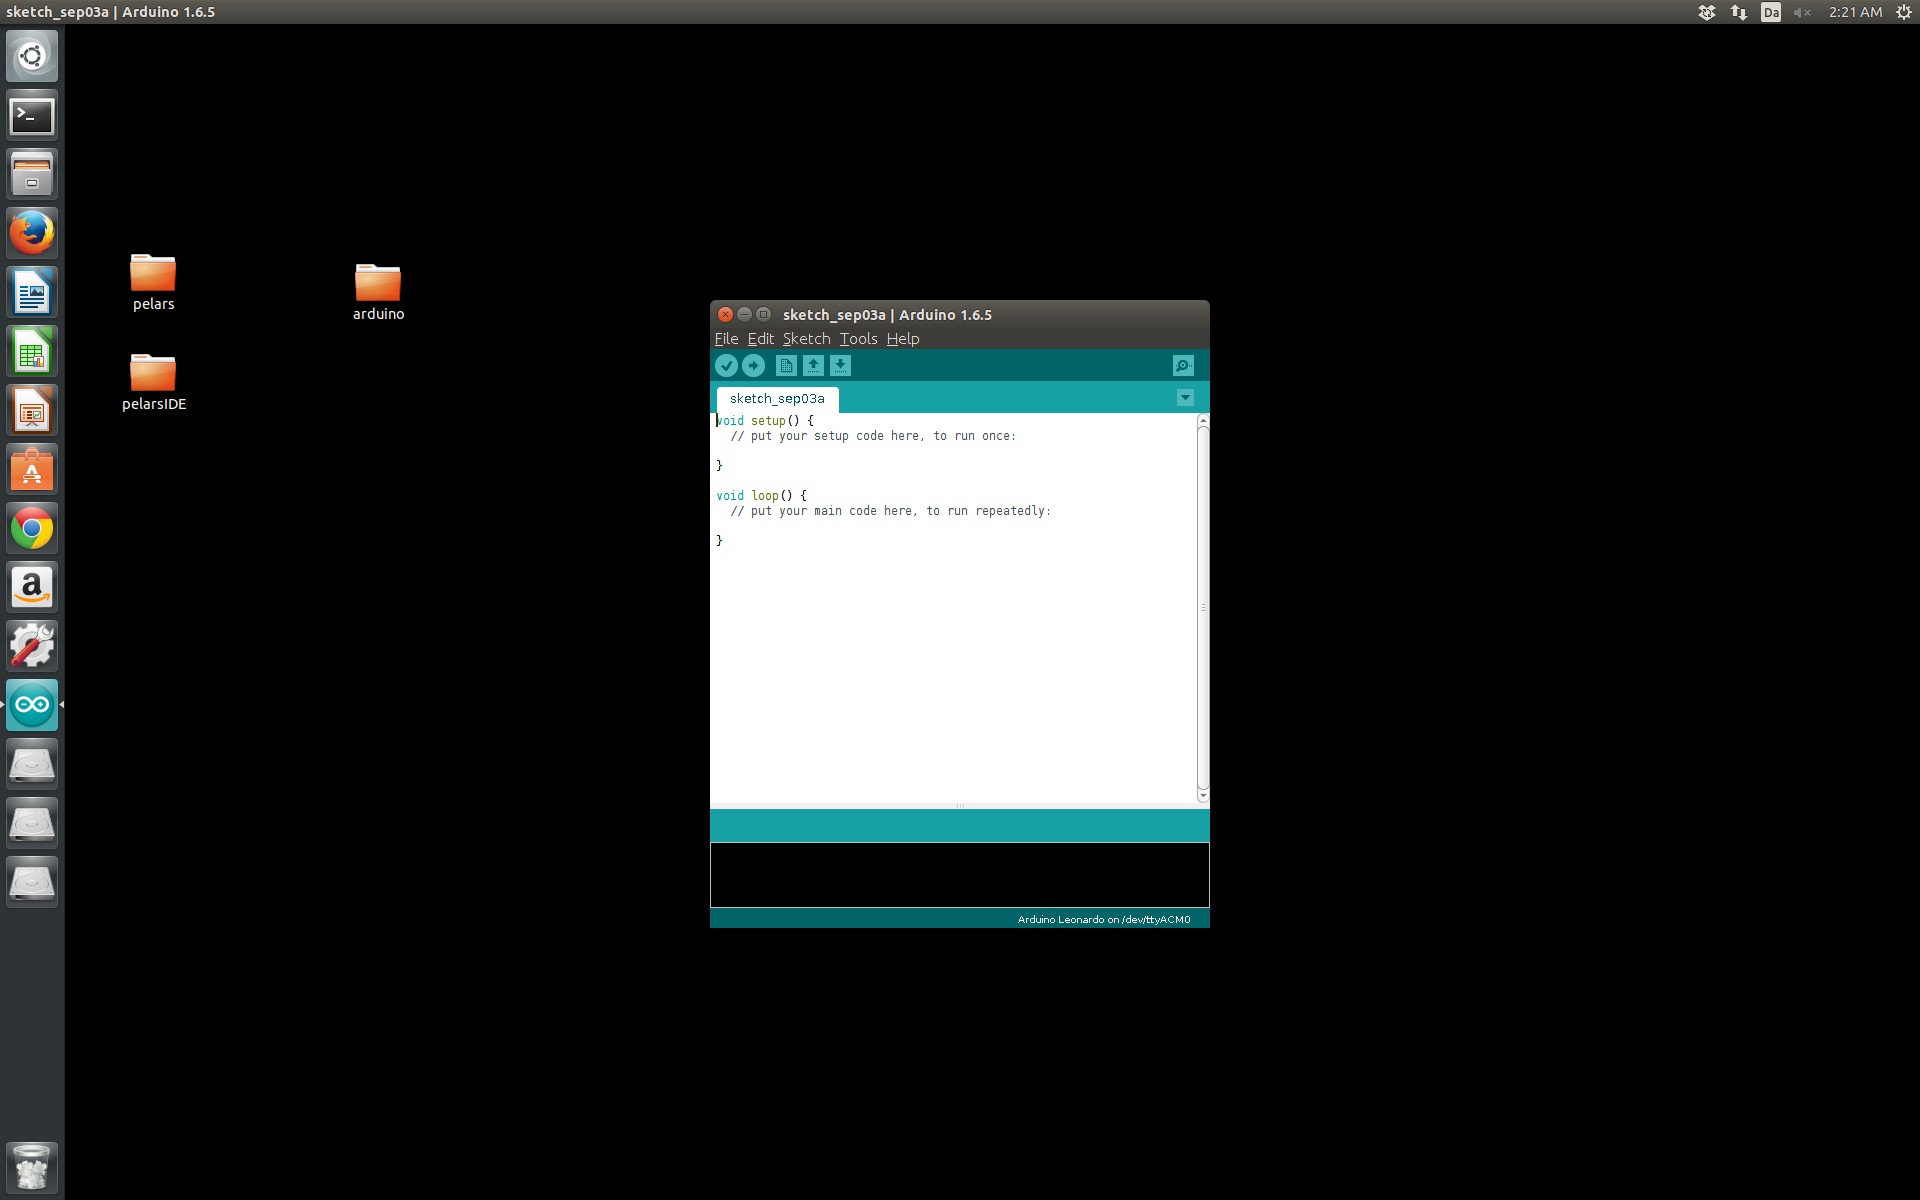 sketch_sep03a | Arduino 1.6.5
Da
2:21 AM
pelars
arduino
pelarsIDE
sketch_sep03a | Arduino 1.6.5
File Edit Sketch Tools Help
sketch_sep03a
void setup() {
  // put your setup code here, to run once:
}
void loop() {
  // put your main code here, to run repeatedly:
}
Arduino Leonardo on /dev/ttyACM0